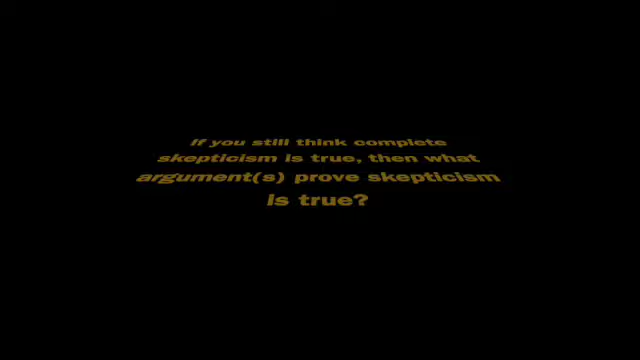 If you still think complete
skepticism is true, then what
argument(s) prove skepticism
is true?